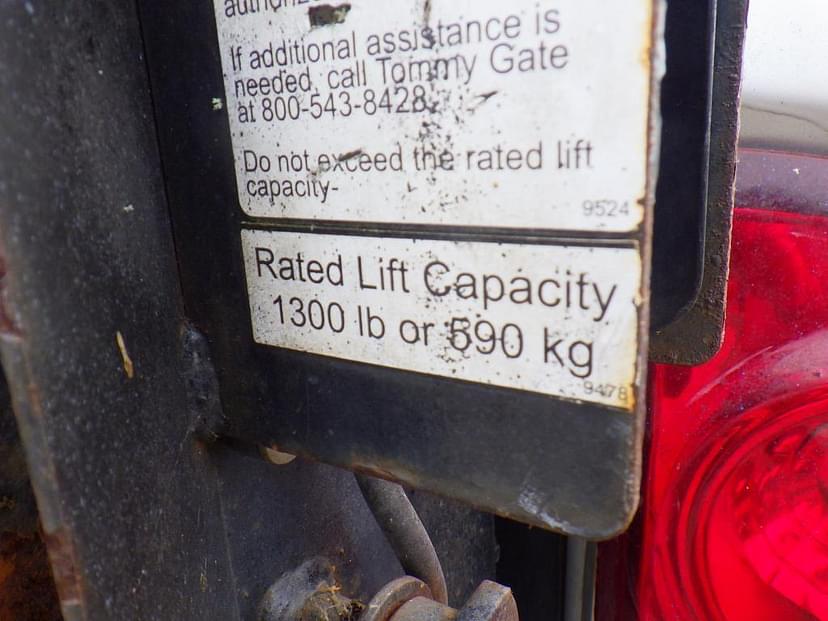 If additional assistance is
needed, call Tommy Gate
at 800-543-8428.
Do not exceed the rated lift
capacity-
9524
Rated Lift Capacity
1300 lb or 590 kg
9478